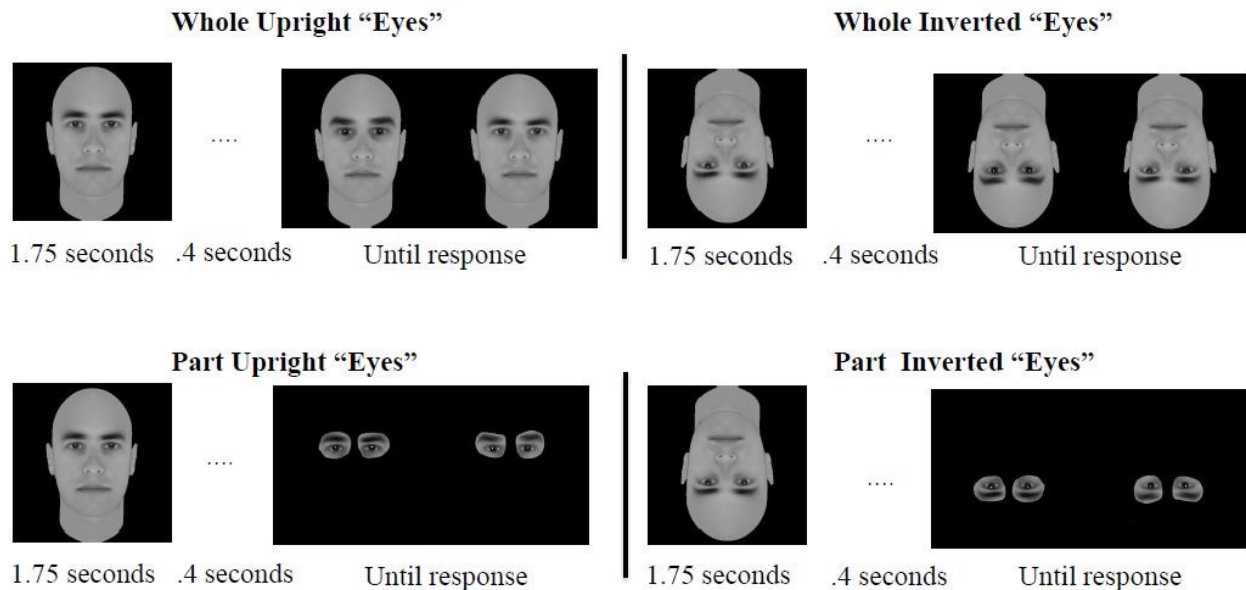 Whole Upright “Eyes”
Whole Inverted “Eyes”
....
....
1.75 seconds .4 seconds Until response
1.75 seconds .4 seconds Until response
Part Upright “Eyes”
Part Inverted “Eyes”
....
....
1.75 seconds .4 seconds Until response
1.75 seconds .4 seconds Until response